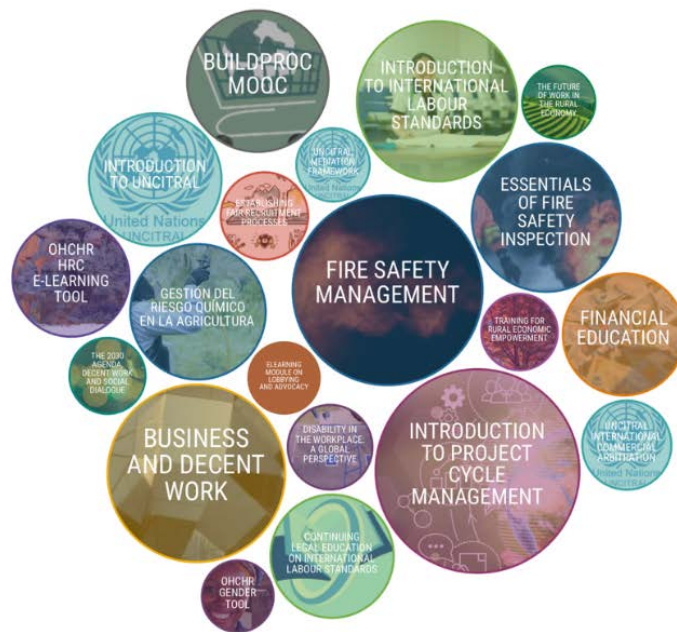 BUILDPROC
MOOC
INTRODUCTION
TO INTERNATIONAL
LABOUR
STANDARDS
THE FUTURE
OF WORK IN
THE RURAL
ECONOMY
INTRODUCTION
TO UNCITRAL
United Nations
UNCITRAL
UNCITRAL
MEDIATION
FRAMEWORK
United Nations
UNCITRAL
ESTABLISHING
FAIR RECRUITMENT
PROCESSES
ESSENTIALS
OF FIRE
SAFETY
INSPECTION
OHCHR
HRC
E-LEARNING
TOOL
GESTIÓN DEL
RIESGO QUÍMICO
EN LA AGRICULTURA
FIRE SAFETY
MANAGEMENT
TRAINING FOR
RURAL ECONOMIC
EMPOWERMENT
FINANCIAL
EDUCATION
THE 2030
AGENDA,
DECENT WORK
AND SOCIAL
DIALOGUE
ELEARNING
MODULE ON
LOBBYING
AND ADVOCACY
BUSINESS
AND DECENT
WORK
DISABILITY IN
THE WORKPLACE:
A GLOBAL
PERSPECTIVE
INTRODUCTION
TO PROJECT
CYCLE
MANAGEMENT
UNCITRAL
INTERNATIONAL
COMMERCIAL
ARBITRATION
United Nations
UNCITRAL
CONTINUING
LEGAL EDUCATION
ON INTERNATIONAL
LABOUR STANDARDS
OHCHR
GENDER
TOOL